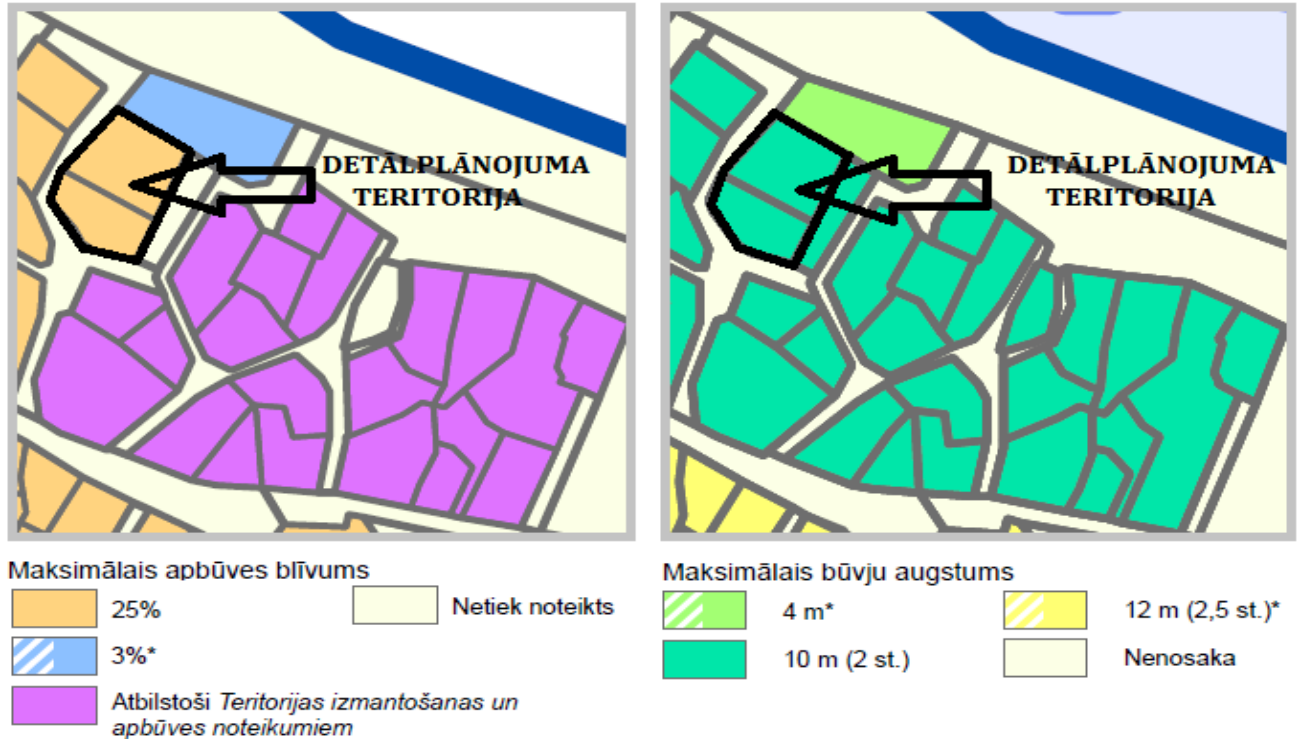 DETĀLPLĀNOJUMA
TERITORIJA
DETĀLPLĀNOJUMA
TERITORIJA
Maksimālais apbūves blīvums
25%
Netiek noteikts
3%*
Atbilstoši Teritorijas izmantošanas un
apbūves noteikumiem
Maksimālais būvju augstums
4 m*
12 m (2,5 st.)*
10 m (2 st.)
Nenosaka